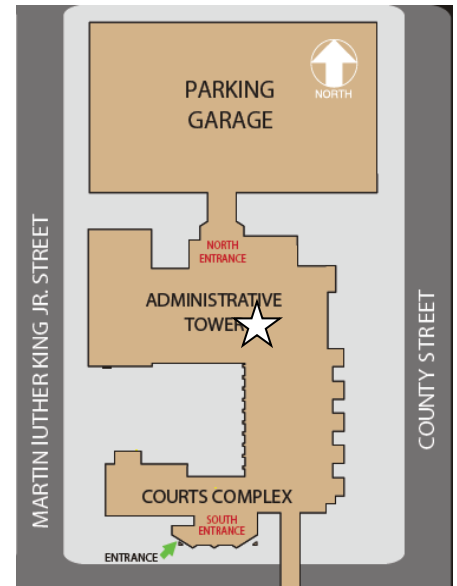 PARKING
GARAGE
NORTH
NORTH
ENTRANCE
ADMINISTRATIVE
TOWER
MARTIN lUTHER KING JR. STREET
COUNTY STREET
COURTS COMPLEX
SOUTH
ENTRANCE
ENTRANCE